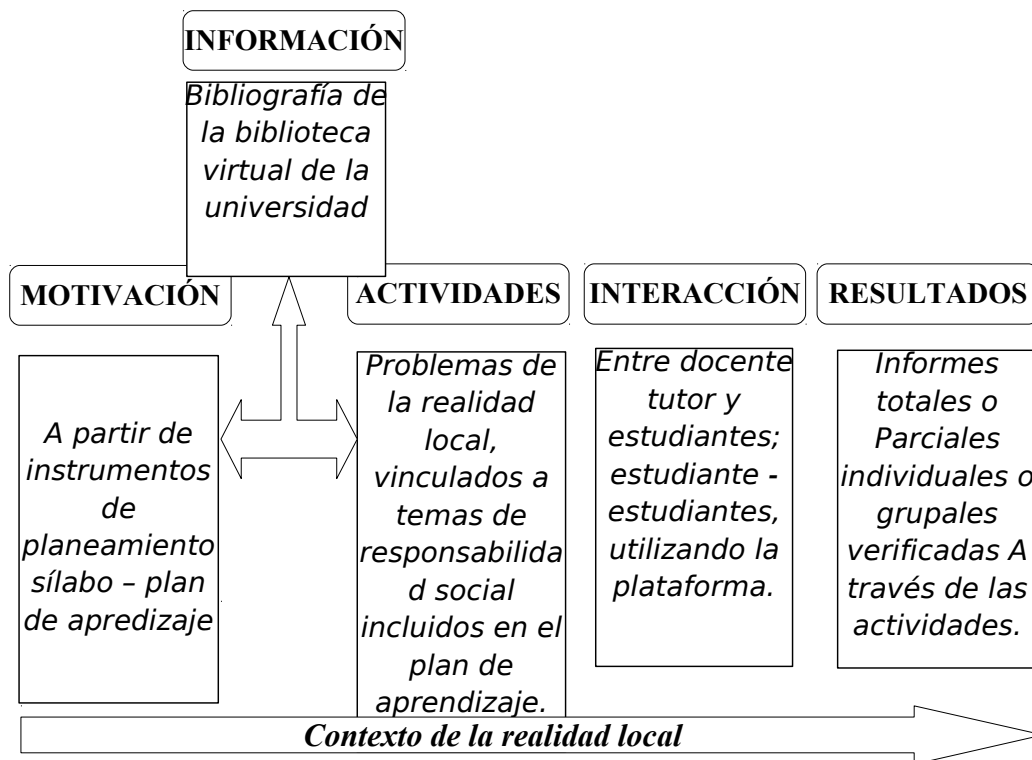 INFORMACIÓN
Bibliografía de
la biblioteca
virtual de la
universidad
MOTIVACIÓN
A partir de
instrumentos
de
planeamiento
sílabo – plan
de apredizaje
ACTIVIDADES
Problemas de
la realidad
local,
vinculados a
temas de
responsabilida
d social
incluidos en el
plan de
aprendizaje.
INTERACCIÓN
Entre docente
tutor y
estudiantes;
estudiante -
estudiantes,
utilizando la
plataforma.
RESULTADOS
Informes
totales o
Parciales
individuales o
grupales
verificadas A
través de las
actividades.
Contexto de la realidad local